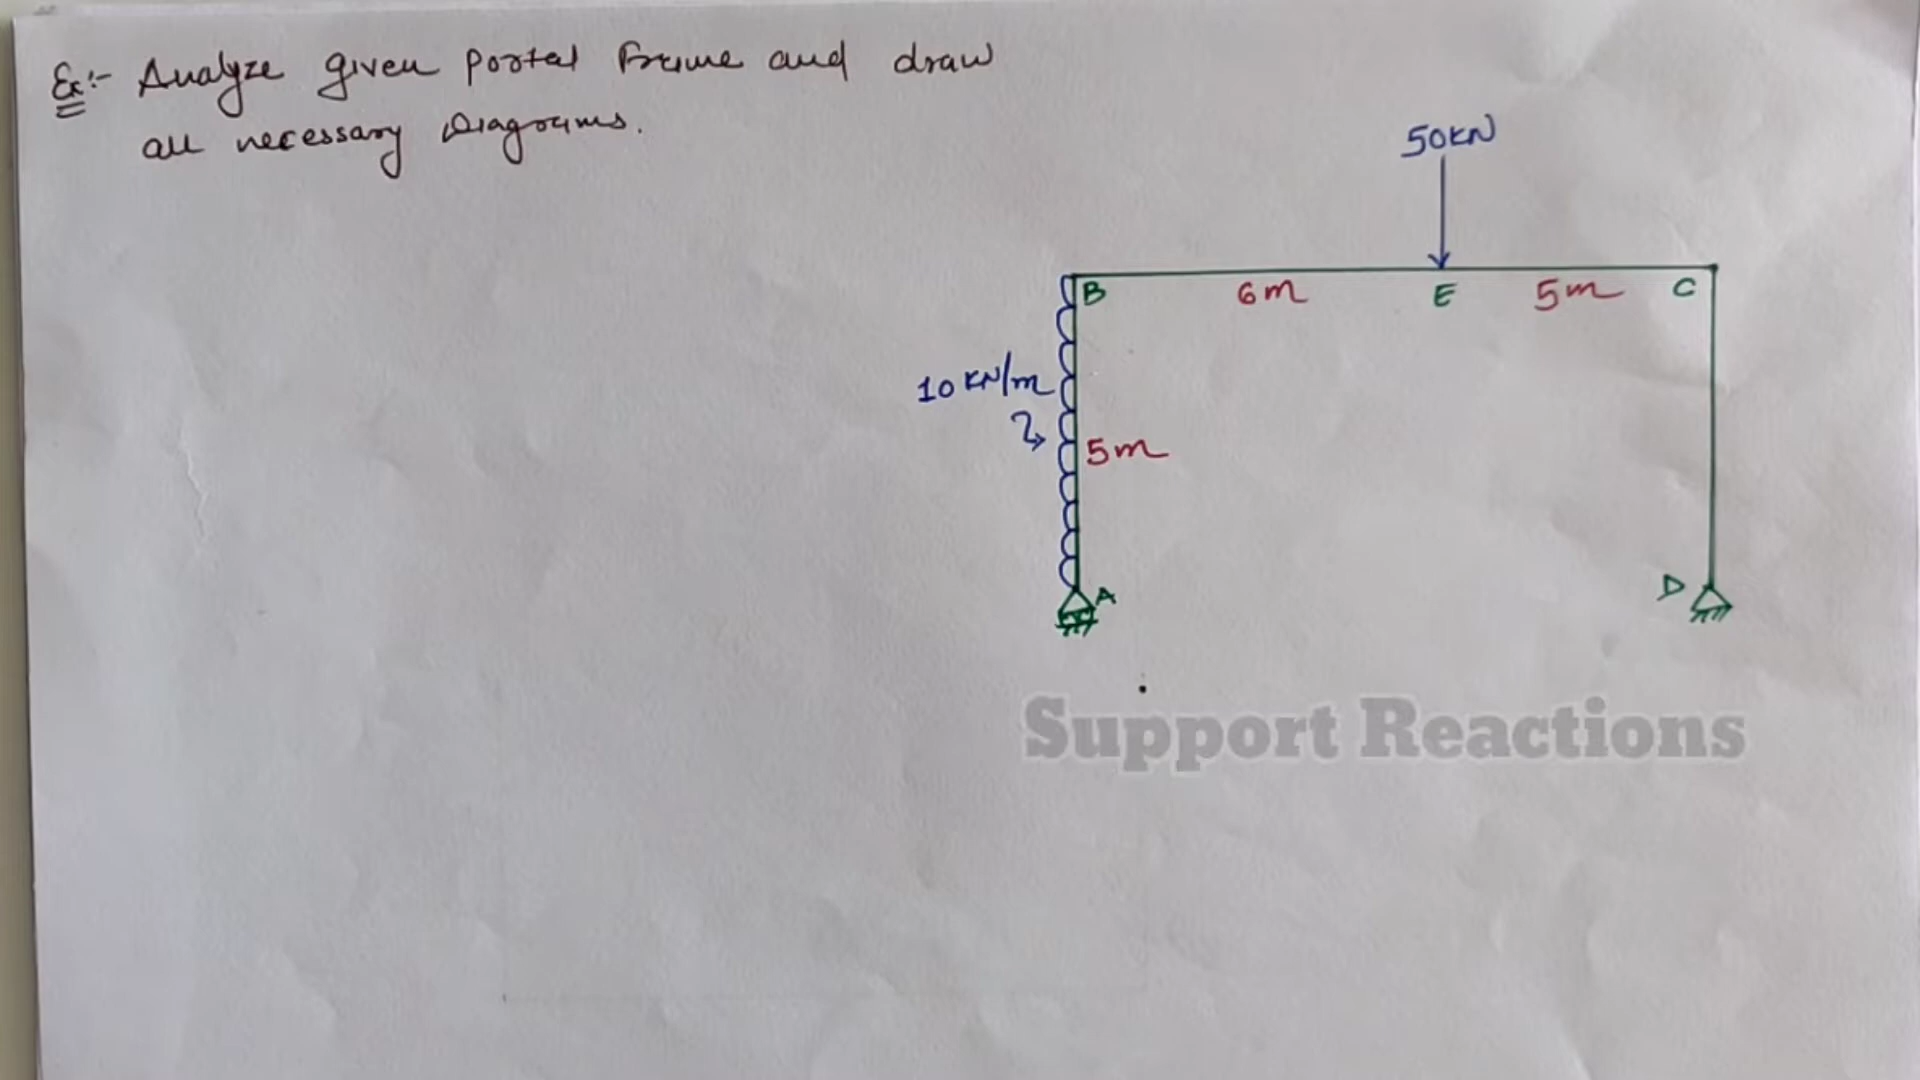 Ex:- Analyze given portal frame and draw
all necessary Diagrams.
50KN
B 6m E 5m C
10 KN/m
5m
A
D
Support Reactions